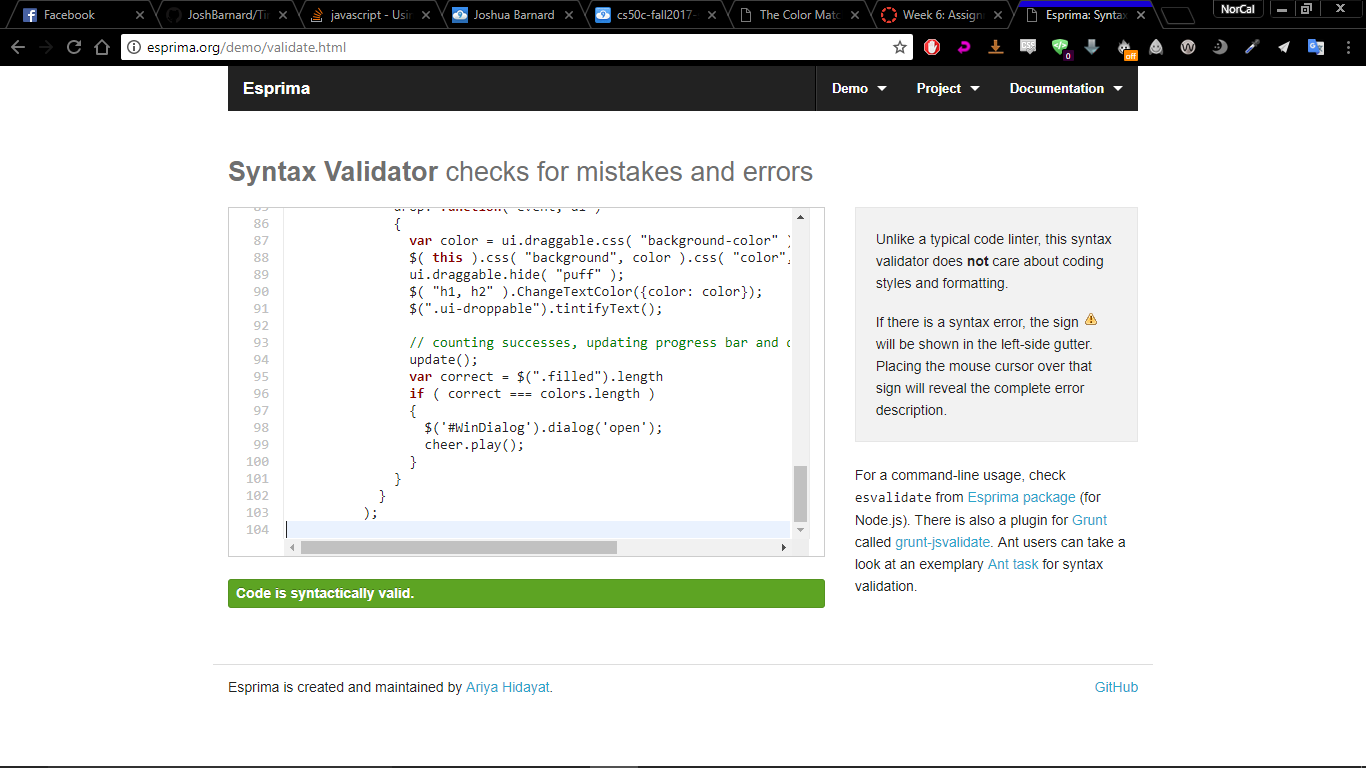 Facebook
JoshBarnard/Ti
javascript - Usi
Joshua Barnard
cs50c-fall2017-
The Color Mat
Week 6: Assign
Esprima: Synta
NorCal
esprima.org/demo/validate.html
0
off
Esprima
Demo
Project
Documentation
Syntax Validator checks for mistakes and errors
86 {
87 var color = ui.draggable.css( "background-color" )
88 $( this ).css( "background", color ).css( "color",
89 ui.draggable.hide( "puff" );
90 $( "h1, h2" ).ChangeTextColor({color: color});
91 $(".ui-droppable").tintifyText();
92
93 // counting successes, updating progress bar and
94 update();
95 var correct = $(".filled").length
96 if ( correct === colors.length )
97 {
98 $('#WinDialog').dialog('open');
99 cheer.play();
100 }
101 }
102 }
103 );
104
Code is syntactically valid.
Unlike a typical code linter, this syntax
validator does not care about coding
styles and formatting.
If there is a syntax error, the sign
will be shown in the left-side gutter.
Placing the mouse cursor over that
sign will reveal the complete error
description.
For a command-line usage, check
esvalidate from Esprima package (for
Node.js). There is also a plugin for Grunt
called grunt-jsvalidate. Ant users can take a
look at an exemplary Ant task for syntax
validation.
Esprima is created and maintained by Ariya Hidayat.
GitHub